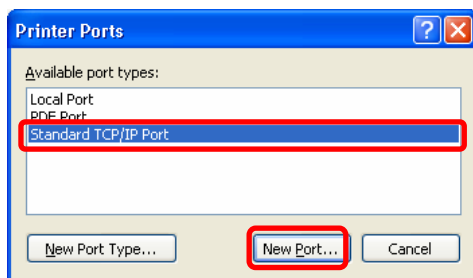 Printer Ports
Available port types:
Local Port
PDF Port
Standard TCP/IP Port
New Port Type...
New Port...
Cancel